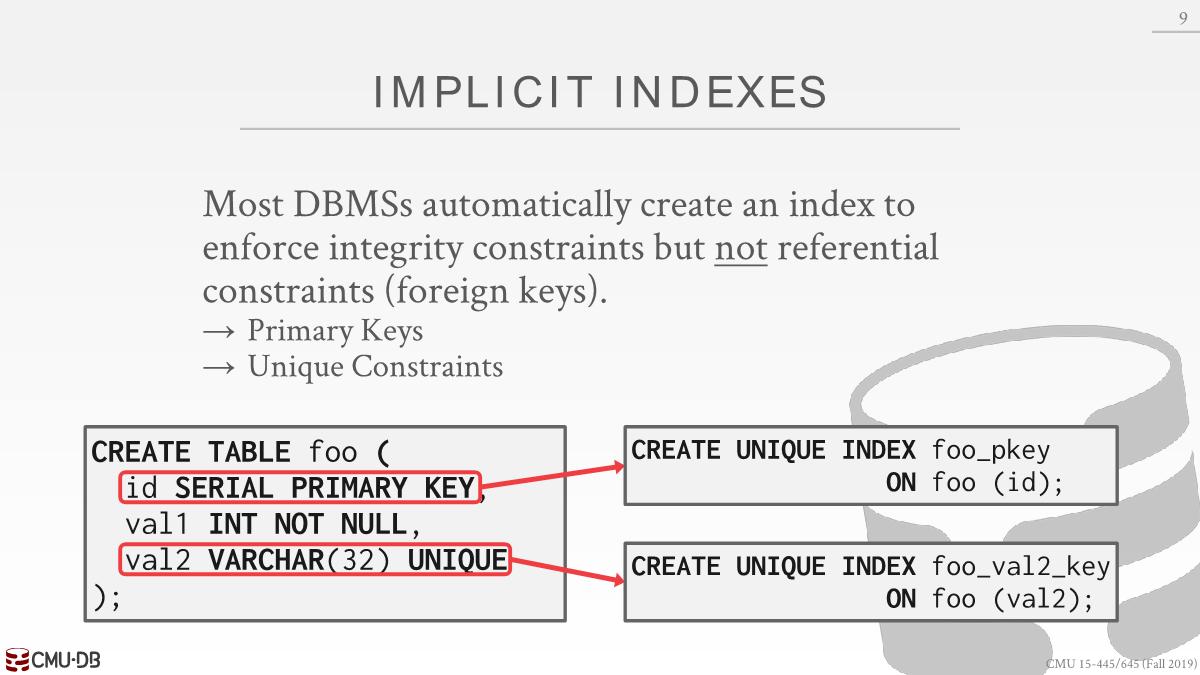 9
IMPLICIT INDEXES
Most DBMSs automatically create an index to
enforce integrity constraints but not referential
constraints (foreign keys).
→ Primary Keys
→ Unique Constraints
CREATE TABLE foo (
id SERIAL PRIMARY KEY,
val1 INT NOT NULL,
val2 VARCHAR(32) UNIQUE
);
CREATE UNIQUE INDEX foo_pkey
ON foo (id);
CREATE UNIQUE INDEX foo_val2_key
ON foo (val2);
CMU·DB
CMU 15-445/645 (Fall 2019)